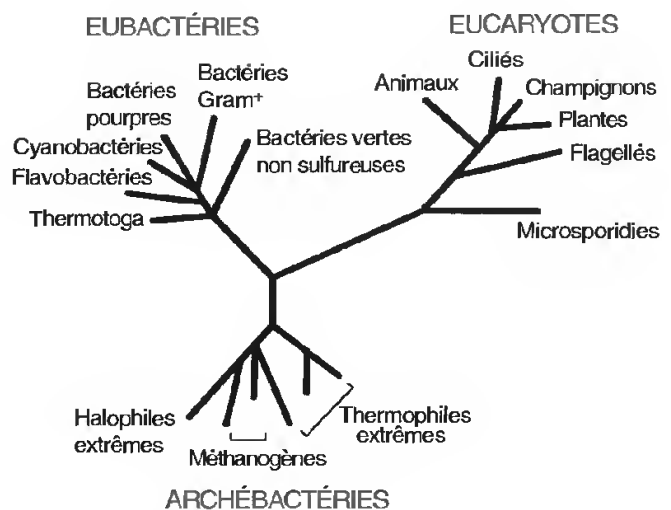 EUBACTÉRIES
EUCARYOTES
Bactéries
Gram+
Bactéries
pourpres
Cyanobactéries
Flavobactéries
Thermotoga
Bactéries vertes
non sulfureuses
Ciliés
Animaux
Champignons
Plantes
Flagellés
Microsporidies
Halophiles
extrêmes
Méthanogènes
Thermophiles
extrêmes
ARCHÉBACTÉRIES